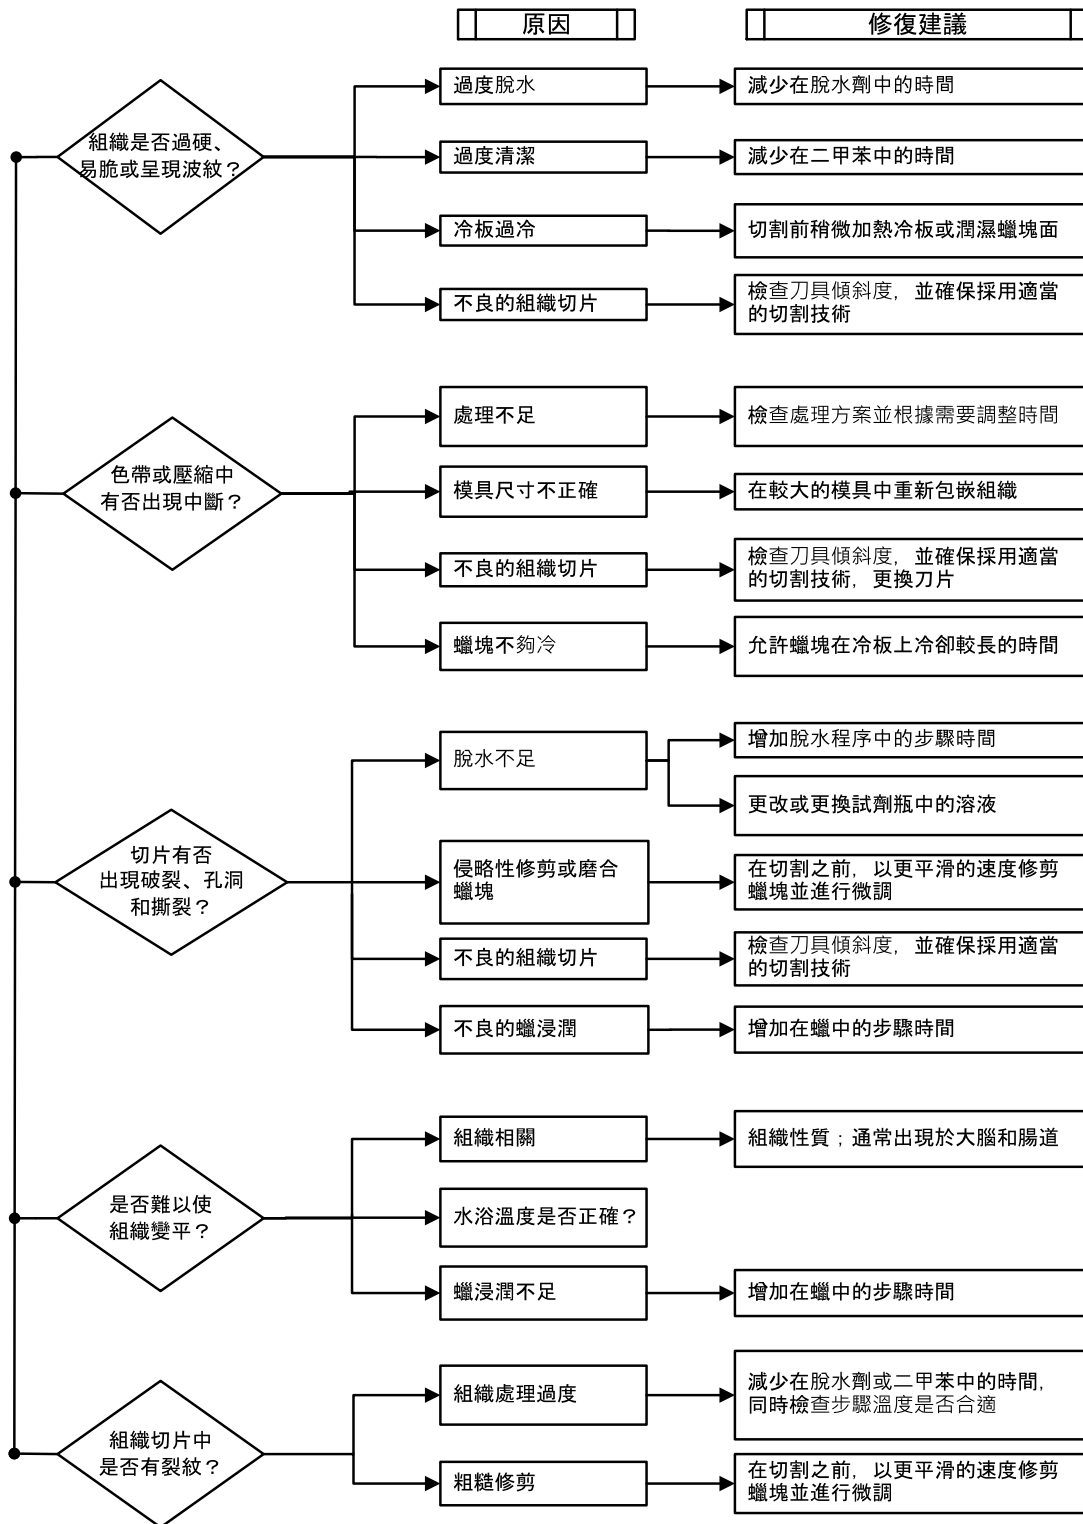 原因
修復建議
組織是否過硬、
易脆或呈現波紋？
過度脫水
減少在脫水劑中的時間
過度清潔
減少在二甲苯中的時間
冷板過冷
切割前稍微加熱冷板或潤濕蠟塊面
不良的組織切片
檢查刀具傾斜度，並確保採用適當
的切割技術
色帶或壓縮中
有否出現中斷？
處理不足
檢查處理方案並根據需要調整時間
模具尺寸不正確
在較大的模具中重新包嵌組織
不良的組織切片
檢查刀具傾斜度，並確保採用適當
的切割技術，更換刀片
蠟塊不夠冷
允許蠟塊在冷板上冷卻較長的時間
切片有否
出現破裂、孔洞
和撕裂？
脫水不足
增加脫水程序中的步驟時間
更改或更換試劑瓶中的溶液
侵略性修剪或磨合
蠟塊
在切割之前，以更平滑的速度修剪
蠟塊並進行微調
不良的組織切片
檢查刀具傾斜度，並確保採用適當
的切割技術
不良的蠟浸潤
增加在蠟中的步驟時間
是否難以使
組織變平？
組織相關
組織性質；通常出現於大腦和腸道
水浴溫度是否正確？
蠟浸潤不足
增加在蠟中的步驟時間
組織切片中
是否有裂紋？
組織處理過度
減少在脫水劑或二甲苯中的時間，
同時檢查步驟溫度是否合適
粗糙修剪
在切割之前，以更平滑的速度修剪
蠟塊並進行微調